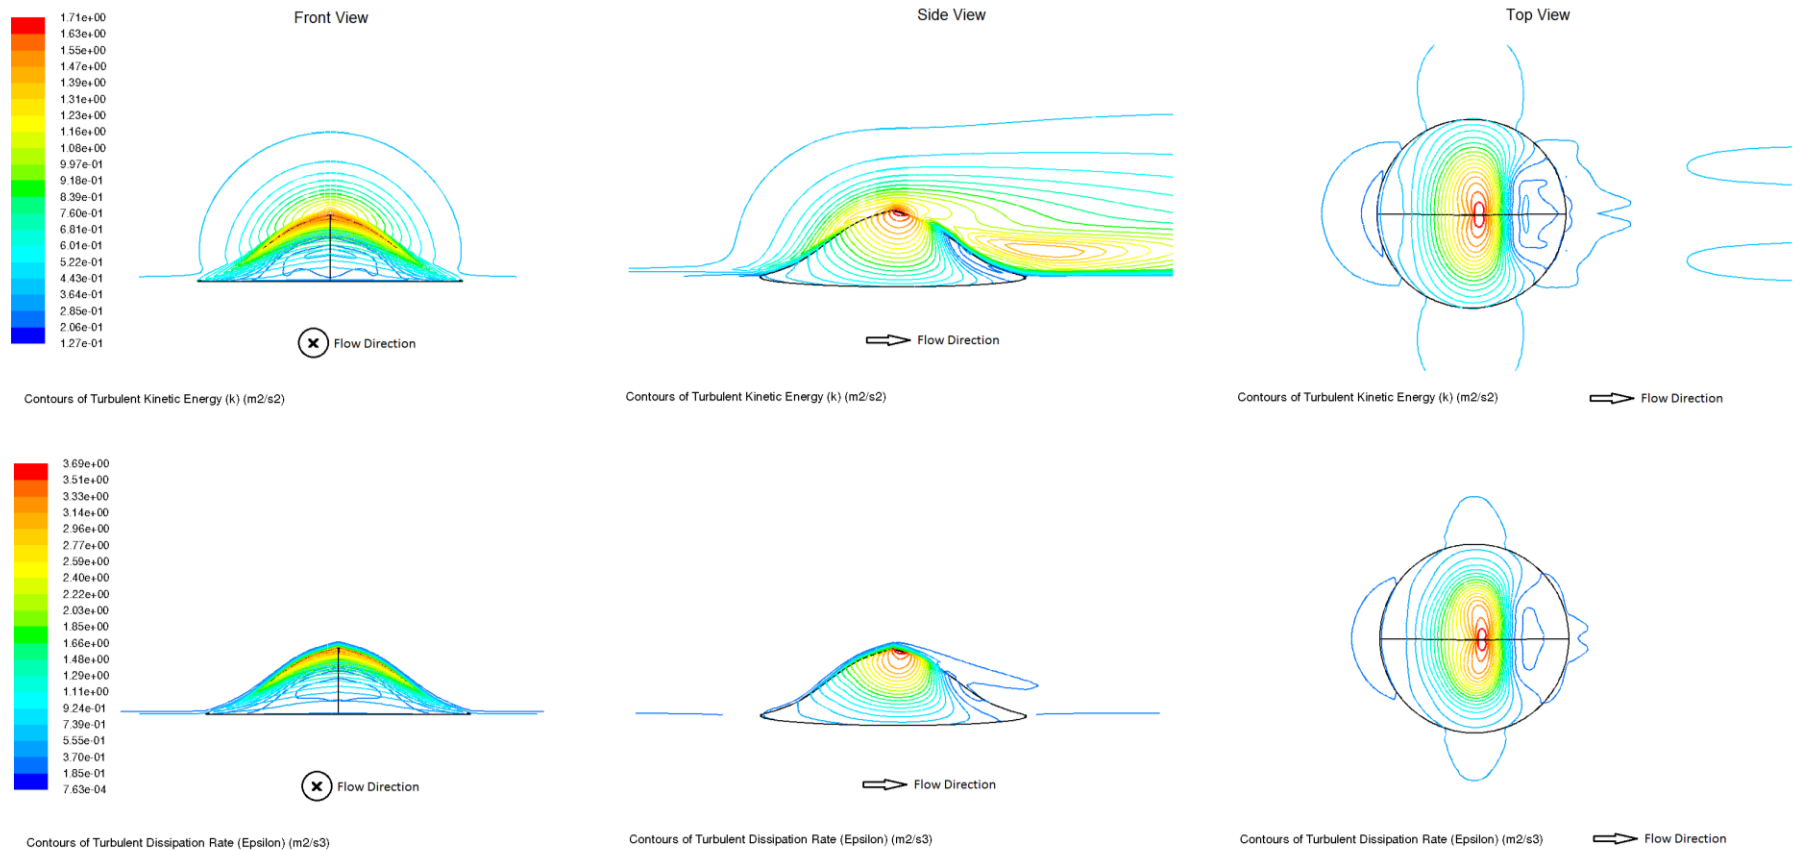 Front View
Side View
Top View
1.71e+00
1.63e+00
1.55e+00
1.47e+00
1.39e+00
1.31e+00
1.23e+00
1.16e+00
1.08e+00
9.97e-01
9.18e-01
8.39e-01
7.60e-01
6.81e-01
6.01e-01
5.22e-01
4.43e-01
3.64e-01
2.85e-01
2.06e-01
1.27e-01
Flow Direction
Flow Direction
Contours of Turbulent Kinetic Energy (k) (m2/s2)
Contours of Turbulent Kinetic Energy (k) (m2/s2)
Contours of Turbulent Kinetic Energy (k) (m2/s2)
Flow Direction
3.69e+00
3.51e+00
3.33e+00
3.14e+00
2.96e+00
2.77e+00
2.59e+00
2.40e+00
2.22e+00
2.03e+00
1.85e+00
1.66e+00
1.48e+00
1.29e+00
1.11e+00
9.24e-01
7.39e-01
5.55e-01
3.70e-01
1.85e-01
7.63e-04
Flow Direction
Flow Direction
Contours of Turbulent Dissipation Rate (Epsilon) (m2/s3)
Contours of Turbulent Dissipation Rate (Epsilon) (m2/s3)
Contours of Turbulent Dissipation Rate (Epsilon) (m2/s3)
Flow Direction